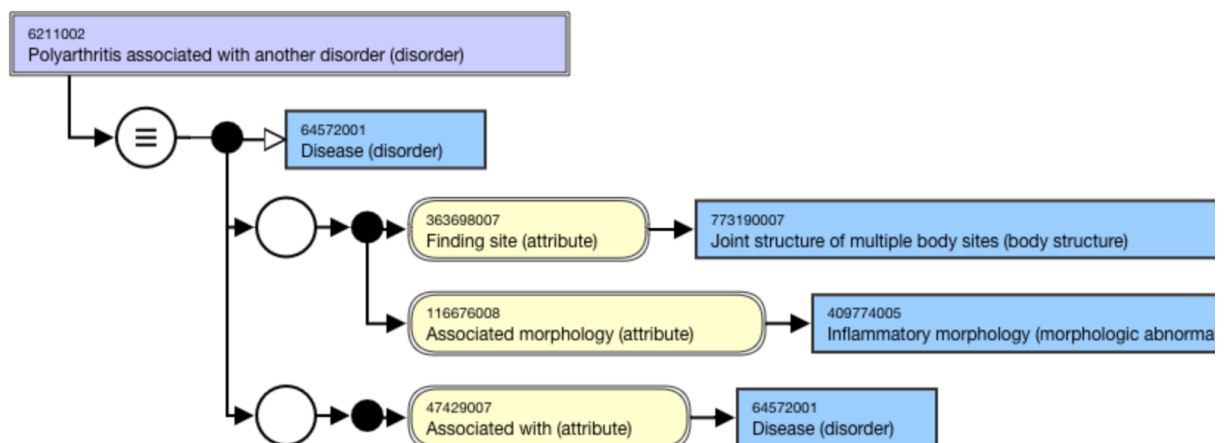 6211002
Polyarthritis associated with another disorder (disorder)
64572001
Disease (disorder)
363698007
Finding site (attribute)
773190007
Joint structure of multiple body sites (body structure)
116676008
Associated morphology (attribute)
409774005
Inflammatory morphology (morphologic abnorma
47429007
Associated with (attribute)
64572001
Disease (disorder)